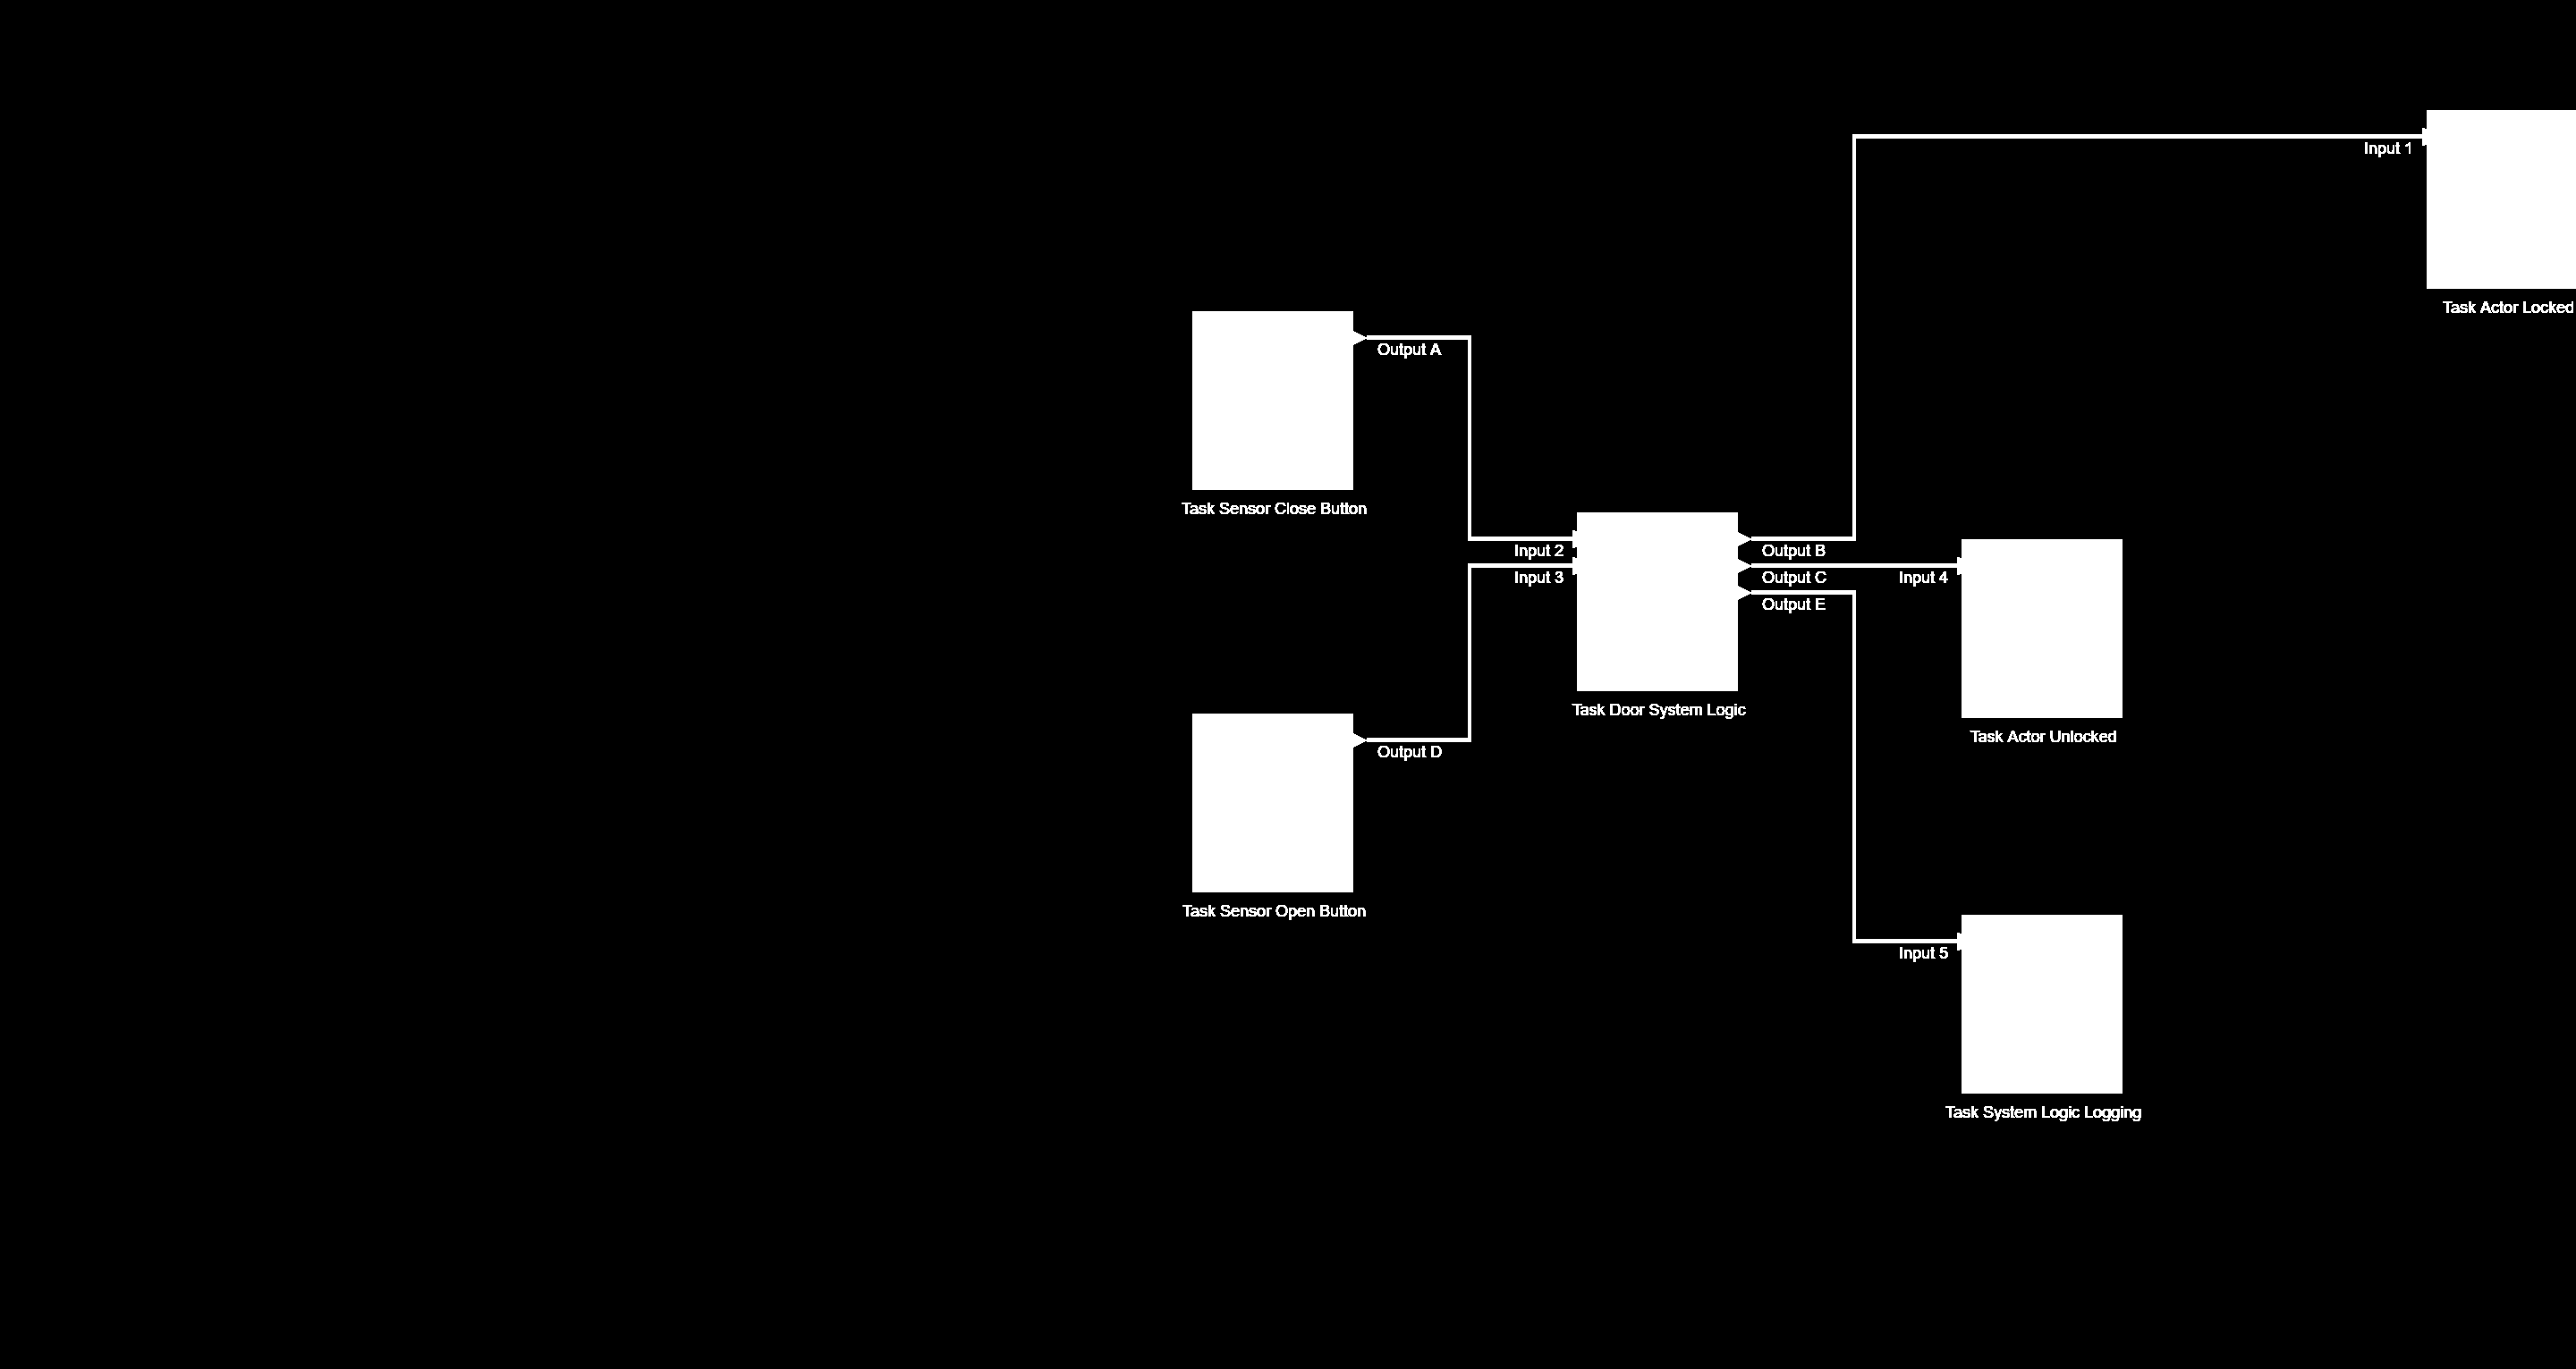 Input 1
Task Actor Locked
Output A
Task Sensor Close Button
Input 2
Output B
Input 3
Output C
Input 4
Output E
Task Door System Logic
Task Actor Unlocked
Output D
Task Sensor Open Button
Input 5
Task System Logic Logging